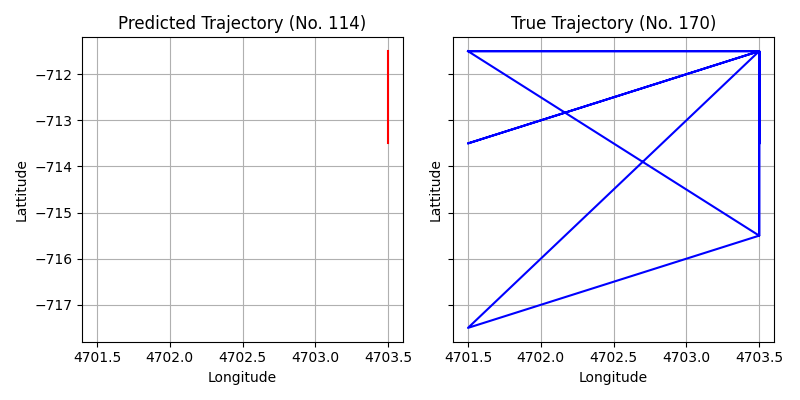 Predicted Trajectory (No. 114)
−712
−713
−714
−715
−716
−717
Lattitude
4701.5 4702.0 4702.5 4703.0 4703.5
Longitude
True Trajectory (No. 170)
Lattitude
4701.5 4702.0 4702.5 4703.0 4703.5
Longitude